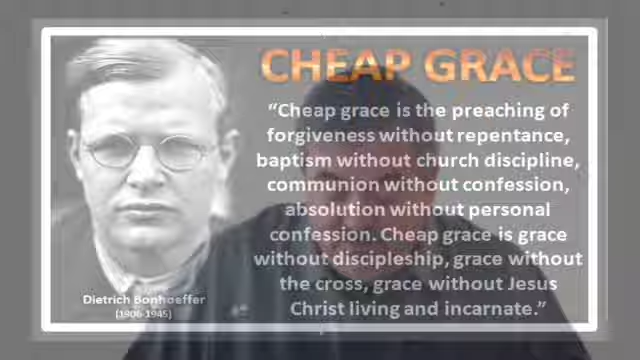 CHEAP GRACE
“Cheap grace is the preaching of
forgiveness without repentance,
baptism without church discipline,
communion without confession,
absolution without personal
confession. Cheap grace is grace
without discipleship, grace without
the cross, grace without Jesus
Christ living and incarnate.”
Dietrich Bonhoeffer
(1906-1945)